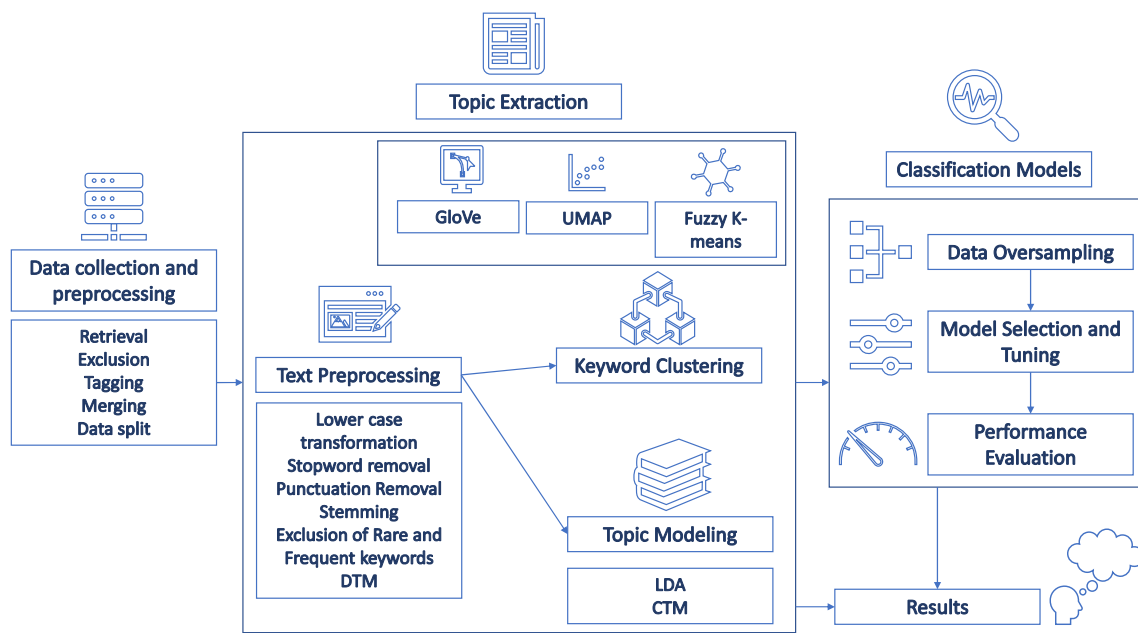 Topic Extraction
Classification Models
GloVe
UMAP
Fuzzy K-
means
Data collection and
preprocessing
Retrieval
Exclusion
Tagging
Merging
Data split
Text Preprocessing
Lower case
transformation
Stopword removal
Punctuation Removal
Stemming
Exclusion of Rare and
Frequent keywords
DTM
Keyword Clustering
Topic Modeling
LDA
CTM
Data Oversampling
Model Selection and
Tuning
Performance
Evaluation
Results